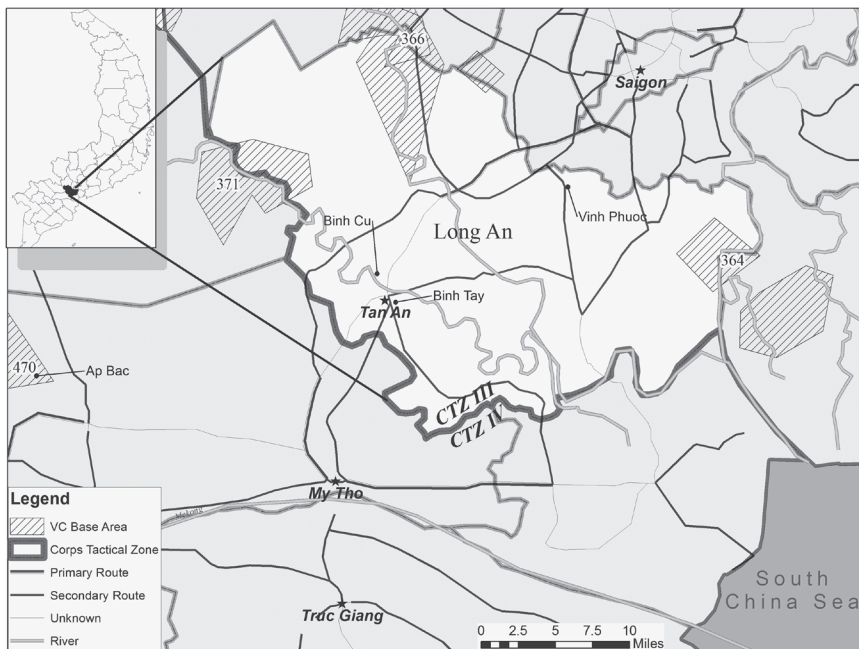 366
Saigon
371
Binh Cu
Long An
Vinh Phuoc
364
Binh Tay
Tan An
470
Ap Bac
CTZ III
CTZ IV
My Tho
Mekong
Legend
VC Base Area
Corps Tactical Zone
Primary Route
Secondary Route
Unknown
River
Truc Giang
South
China Sea
0 2.5 5 7.5 10
Miles